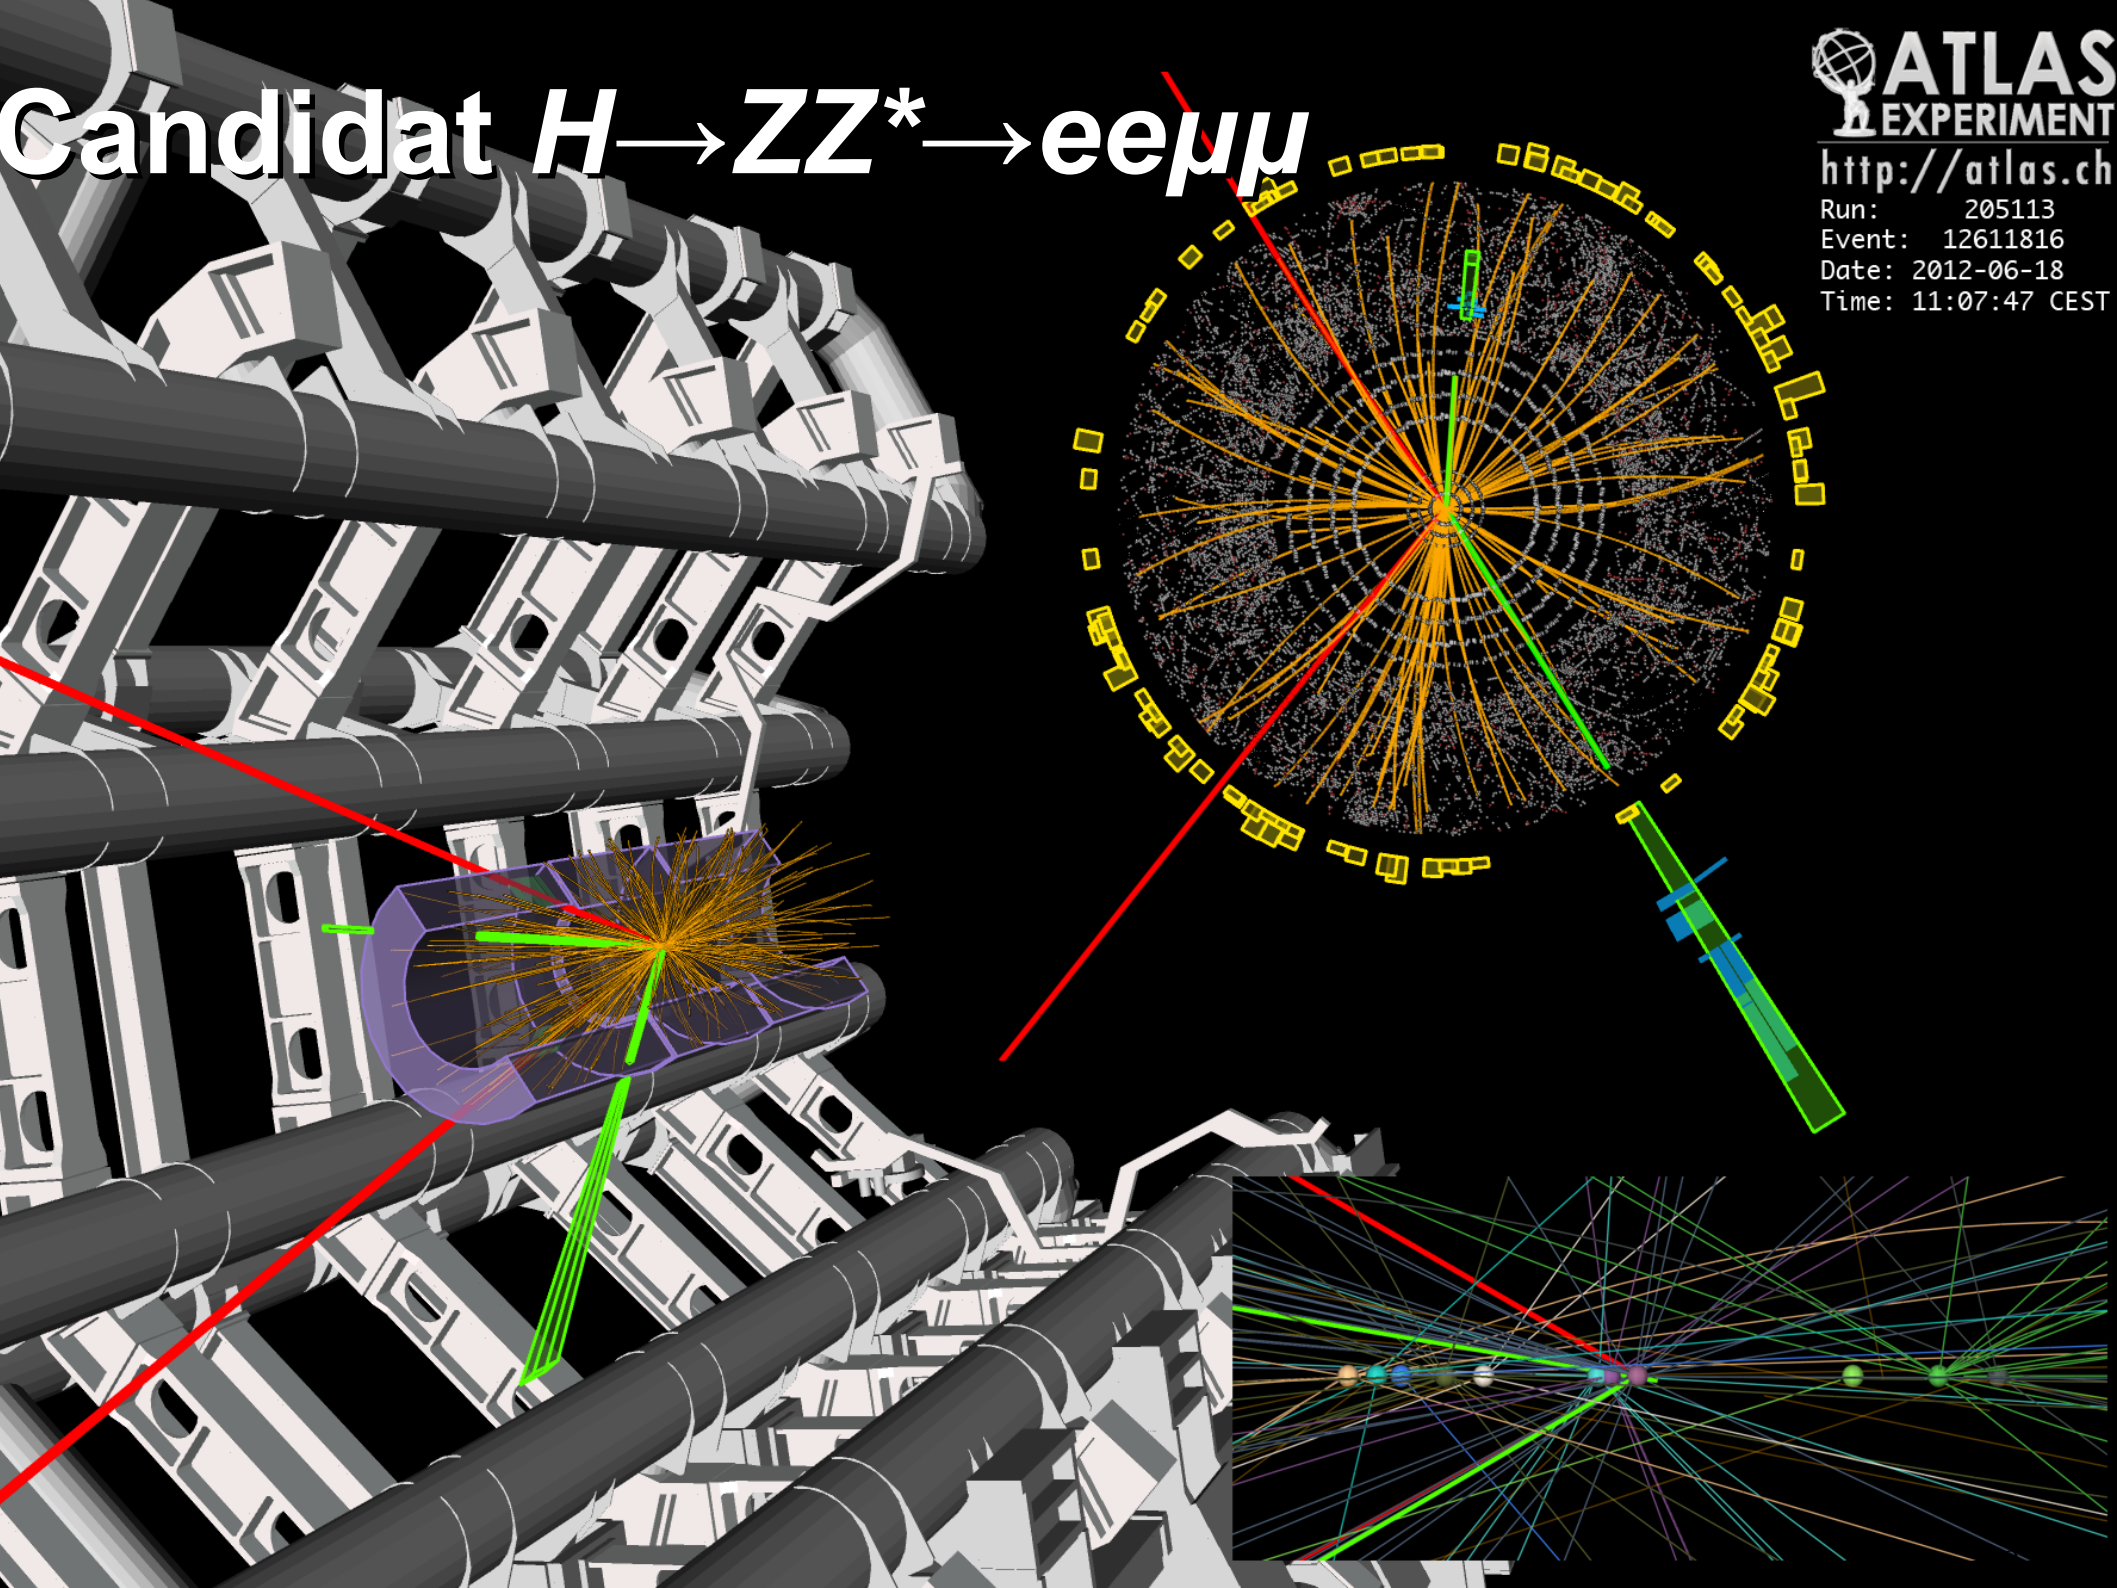 Candidat H→ZZ*→eeμμ
ATLAS
EXPERIMENT
http://atlas.ch
Run: 205113
Event: 12611816
Date: 2012-06-18
Time: 11:07:47 CEST